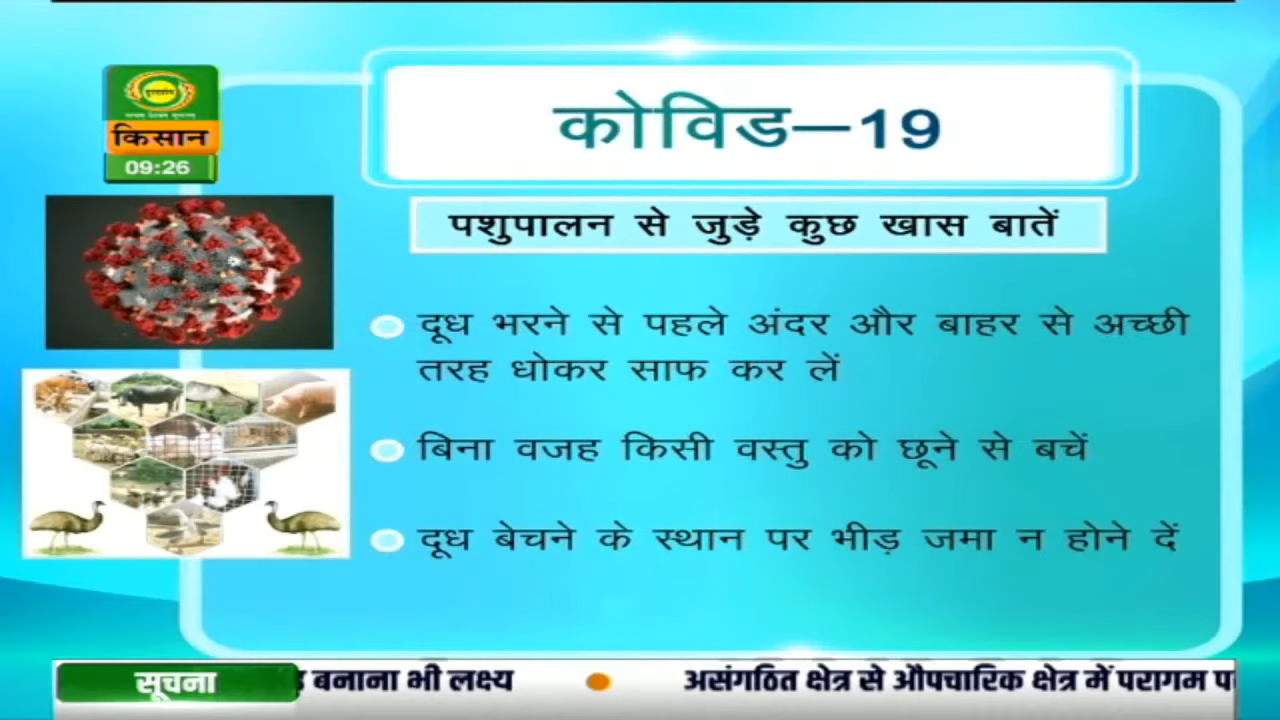 किसान
09:26
कोविड–19
पशुपालन से जुड़े कुछ खास बातें
दूध भरने से पहले अंदर और बाहर से अच्छी
तरह धोकर साफ कर लें
बिना वजह किसी वस्तु को छूने से बचें
दूध बेचने के स्थान पर भीड़ जमा न होने दें
सूचना बनाना भी लक्ष्य असंगठित क्षेत्र से औपचारिक क्षेत्र में परागम